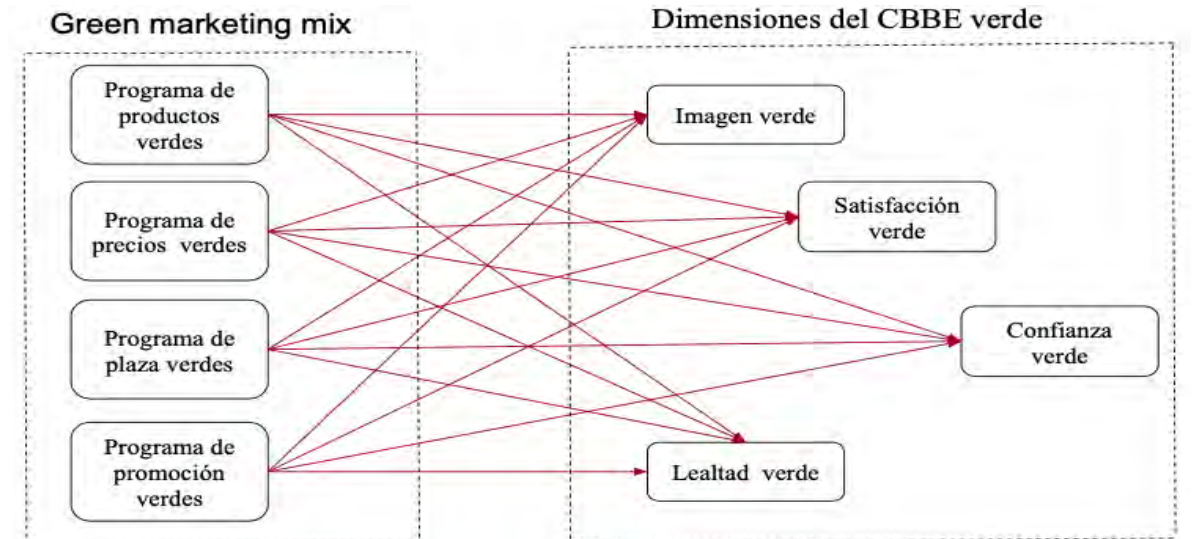 Green marketing mix
Dimensiones del CBBE verde
Programa de
productos
verdes
Programa de
precios verdes
Programa de
plaza verdes
Programa de
promoción
verdes
Imagen verde
Satisfacción
verde
Confianza
verde
Lealtad verde